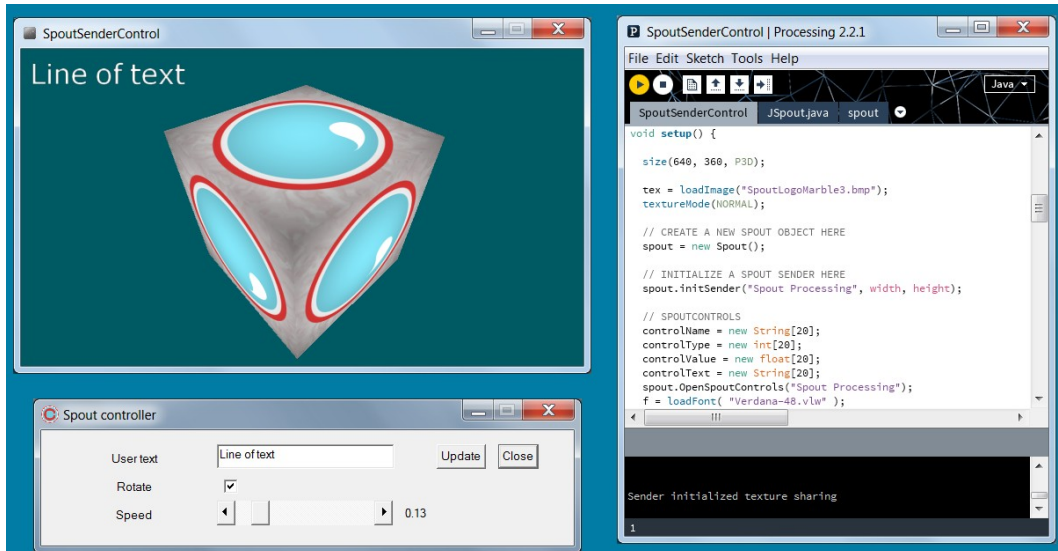 SpoutSenderControl
Line of text
Spout controller
User text
Line of text
Update
Close
Rotate
Speed
0.13
SpoutSenderControl | Processing 2.2.1
File Edit Sketch Tools Help
Java
SpoutSenderControl JSpout.java spout
void setup() {
size(640, 360, P3D);
tex = loadImage("SpoutLogoMarble3.bmp");
textureMode(NORMAL);
// CREATE A NEW SPOUT OBJECT HERE
spout = new Spout();
// INITIALIZE A SPOUT SENDER HERE
spout.initSender("Spout Processing", width, height);
// SPOUTCONTROLS
controlName = new String[20];
controlType = new int[20];
controlValue = new float[20];
controlText = new String[20];
spout.OpenSpoutControls("Spout Processing");
f = loadFont( "Verdana-48.vlw" );
Sender initialized texture sharing
1